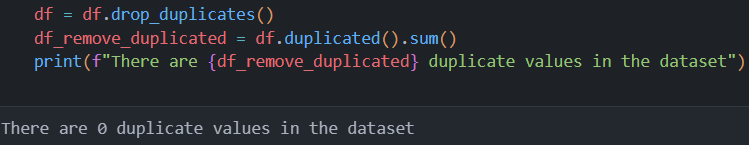 df = df.drop_duplicates()
df_remove_duplicated = df.duplicated().sum()
print(f"There are {df_remove_duplicated} duplicate values in the dataset")
There are 0 duplicate values in the dataset